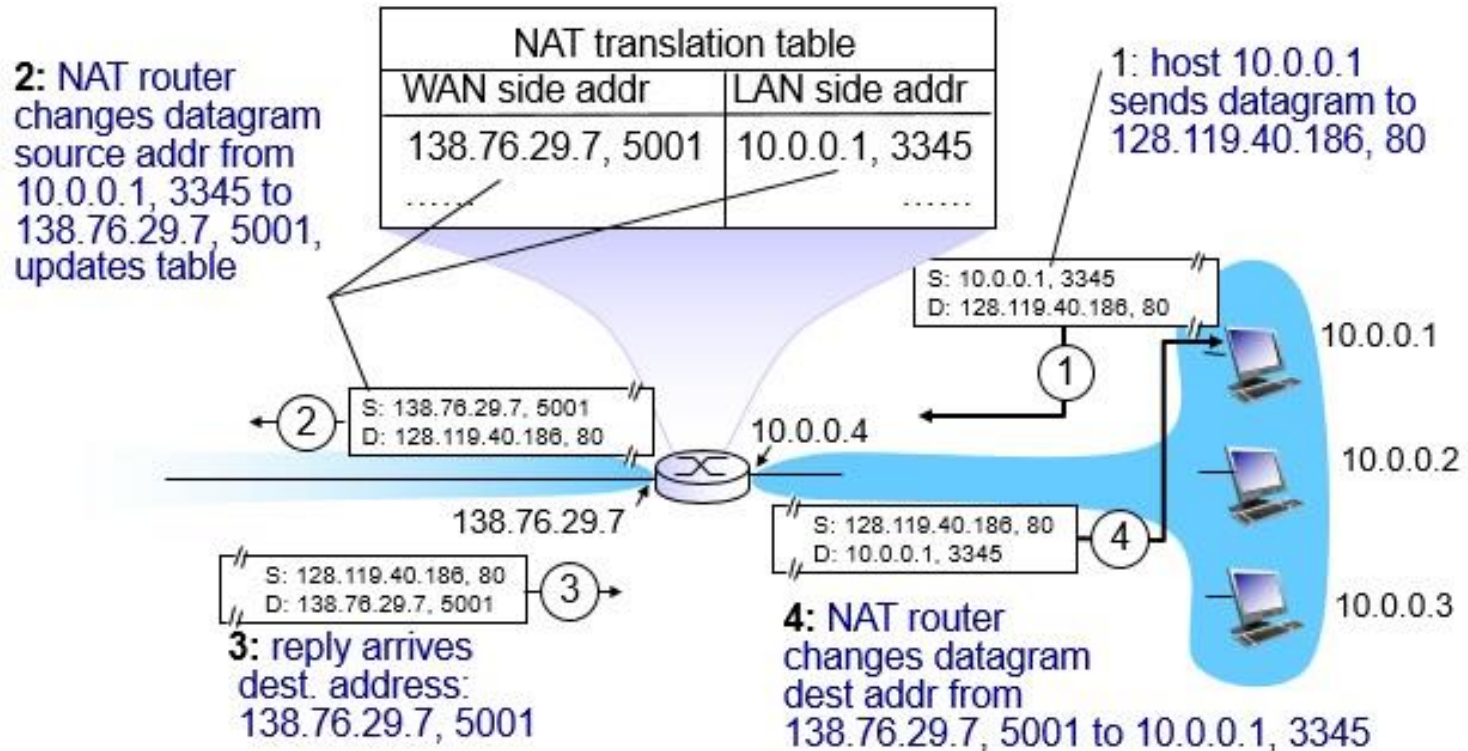 NAT translation table
WAN side addr
LAN side addr
138.76.29.7, 5001
10.0.0.1, 3345
......
......
2: NAT router
changes datagram
source addr from
10.0.0.1, 3345 to
138.76.29.7, 5001,
updates table
1: host 10.0.0.1
sends datagram to
128.119.40.186, 80
S: 10.0.0.1, 3345
D: 128.119.40.186, 80
1
10.0.0.1
2
S: 138.76.29.7, 5001
D: 128.119.40.186, 80
10.0.0.4
10.0.0.2
138.76.29.7
S: 128.119.40.186, 80
D: 10.0.0.1, 3345
4
S: 128.119.40.186, 80
D: 138.76.29.7, 5001
3
10.0.0.3
3: reply arrives
dest. address:
138.76.29.7, 5001
4: NAT router
changes datagram
dest addr from
138.76.29.7, 5001 to 10.0.0.1, 3345